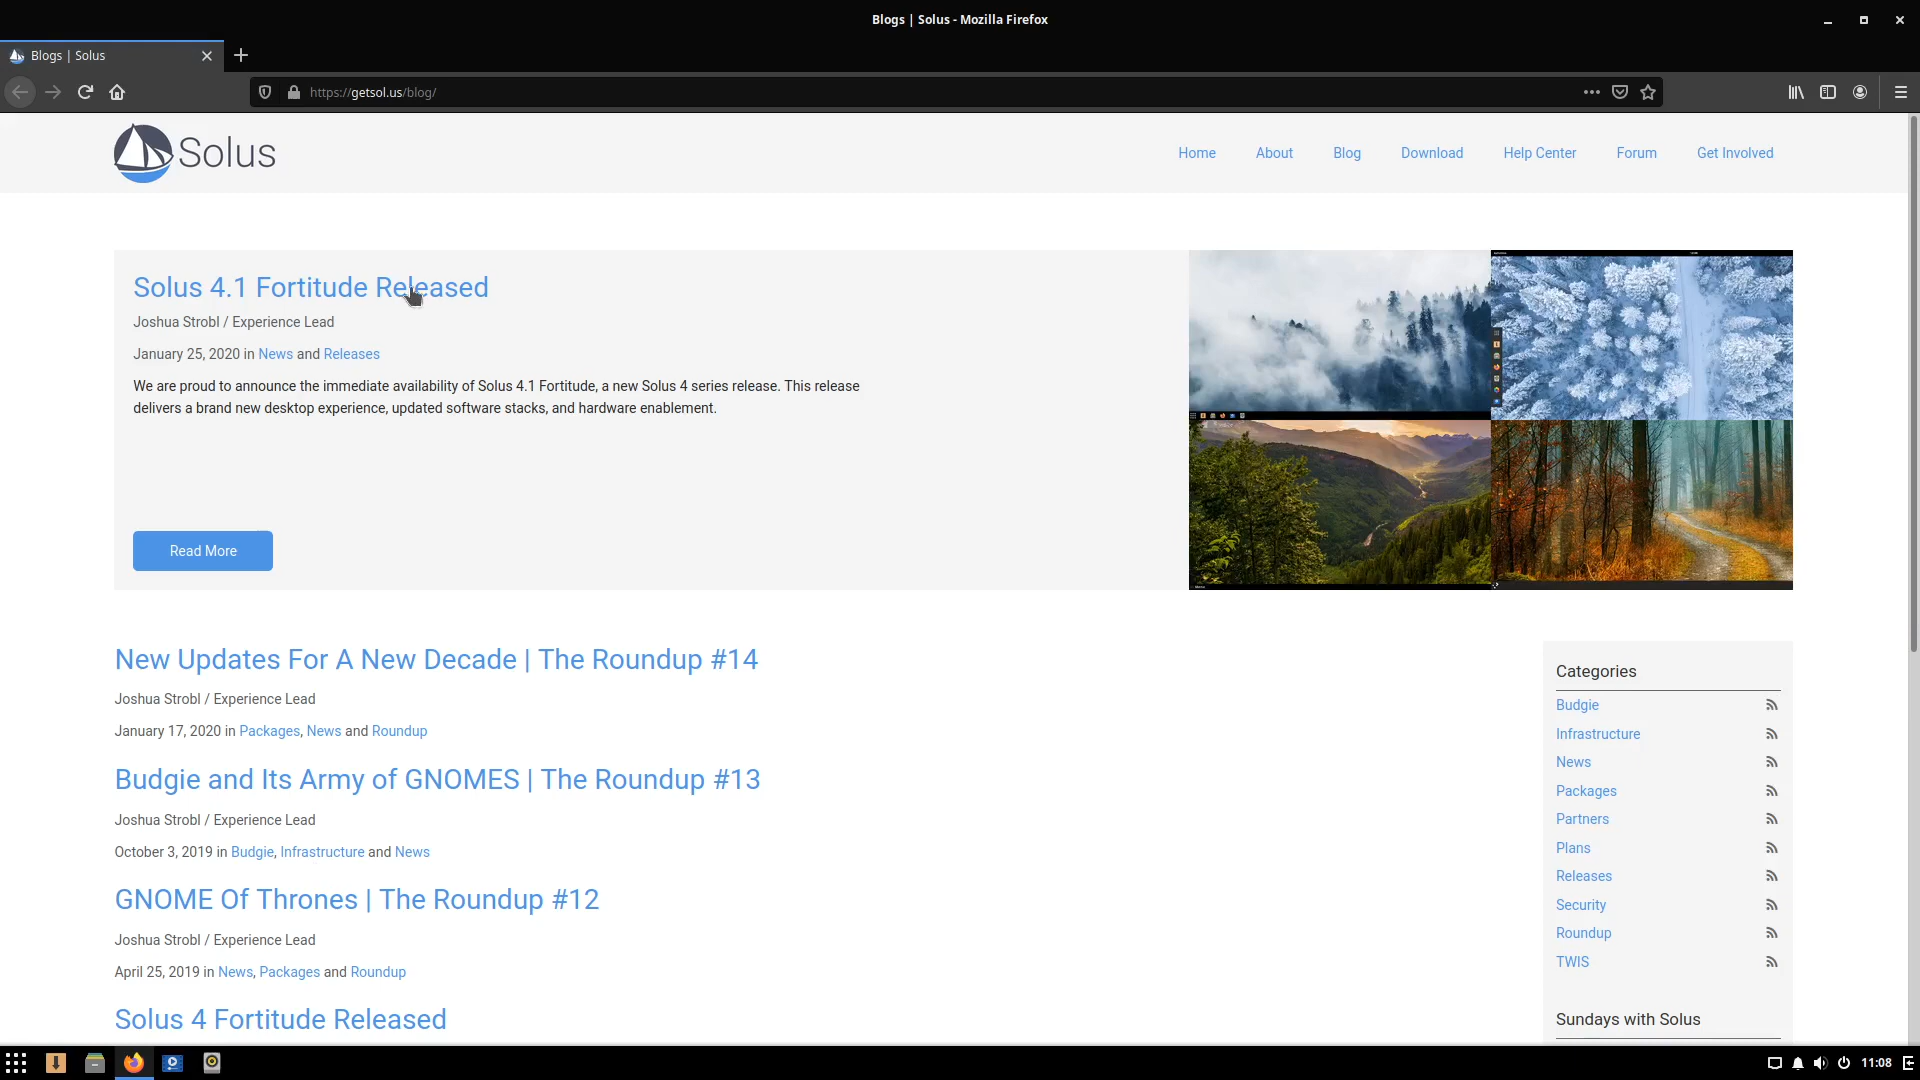 Blogs | Solus - Mozilla Firefox
Blogs | Solus
https://getsol.us/blog/
Solus
Home About Blog Download Help Center Forum Get Involved
Solus 4.1 Fortitude Released
Joshua Strobl / Experience Lead
January 25, 2020 in News and Releases
We are proud to announce the immediate availability of Solus 4.1 Fortitude, a new Solus 4 series release. This release
delivers a brand new desktop experience, updated software stacks, and hardware enablement.
Read More
New Updates For A New Decade | The Roundup #14
Joshua Strobl / Experience Lead
January 17, 2020 in Packages, News and Roundup
Budgie and Its Army of GNOMES | The Roundup #13
Joshua Strobl / Experience Lead
October 3, 2019 in Budgie, Infrastructure and News
GNOME Of Thrones | The Roundup #12
Joshua Strobl / Experience Lead
April 25, 2019 in News, Packages and Roundup
Solus 4 Fortitude Released
Categories
Budgie
Infrastructure
News
Packages
Partners
Plans
Releases
Security
Roundup
TWIS
Sundays with Solus
11:08